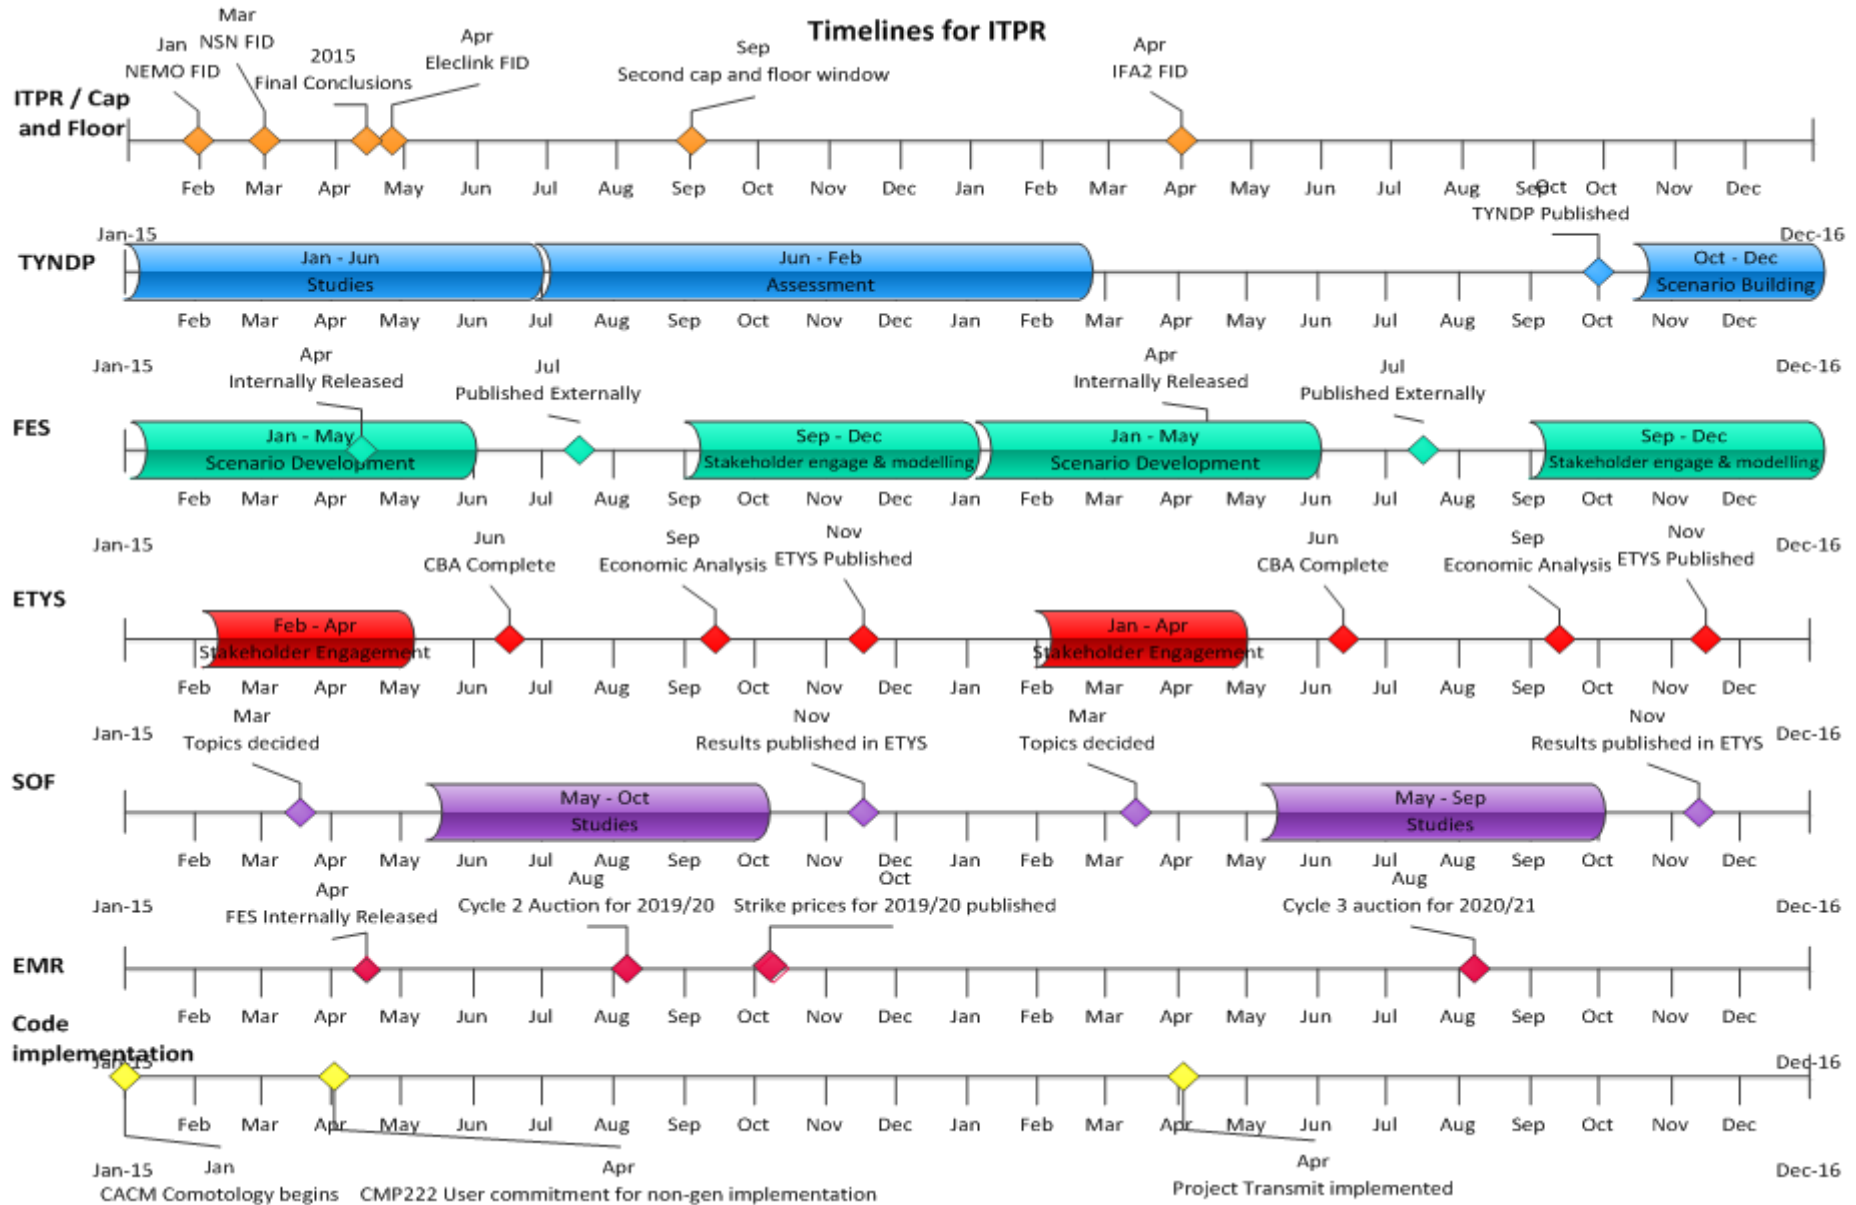 Timelines for ITPR
Jan
NEMO FID
Mar
NSN FID
2015
Final Conclusions
Apr
Eleclink FID
Sep
Second cap and floor window
Apr
IFA2 FID
ITPR / Cap
and Floor
Feb Mar Apr May Jun Jul Aug Sep Oct Nov Dec Jan Feb Mar Apr May Jun Jul Aug Sep Oct Nov Dec
Jan-15
Dec-16
Oct
TYNDP Published
TYNDP
Jan - Jun
Studies
Jun - Feb
Assessment
Oct - Dec
Scenario Building
Feb Mar Apr May Jun Jul Aug Sep Oct Nov Dec Jan Feb Mar Apr May Jun Jul Aug Sep Oct Nov Dec
Jan-15
Dec-16
Apr
Internally Released
Jul
Published Externally
Apr
Internally Released
Jul
Published Externally
FES
Jan - May
Scenario Development
Sep - Dec
Stakeholder engage & modelling
Jan - May
Scenario Development
Sep - Dec
Stakeholder engage & modelling
Feb Mar Apr May Jun Jul Aug Sep Oct Nov Dec Jan Feb Mar Apr May Jun Jul Aug Sep Oct Nov Dec
Jan-15
Dec-16
Jun
CBA Complete
Sep
Economic Analysis
Nov
ETYS Published
Jun
CBA Complete
Sep
Economic Analysis
Nov
ETYS Published
ETYS
Feb - Apr
Stakeholder Engagement
Jan - Apr
Stakeholder Engagement
Feb Mar Apr May Jun Jul Aug Sep Oct Nov Dec Jan Feb Mar Apr May Jun Jul Aug Sep Oct Nov Dec
Jan-15
Dec-16
Mar
Topics decided
Nov
Results published in ETYS
Mar
Topics decided
Nov
Results published in ETYS
SOF
May - Oct
Studies
May - Sep
Studies
Feb Mar Apr May Jun Jul Aug Sep Oct Nov Dec Jan Feb Mar Apr May Jun Jul Aug Sep Oct Nov Dec
Jan-15
Dec-16
Apr
FES Internally Released
Aug
Cycle 2 Auction for 2019/20
Oct
Strike prices for 2019/20 published
Aug
Cycle 3 auction for 2020/21
EMR
Feb Mar Apr May Jun Jul Aug Sep Oct Nov Dec Jan Feb Mar Apr May Jun Jul Aug Sep Oct Nov Dec
Jan-15
Dec-16
Code
implementation
Feb Mar Apr May Jun Jul Aug Sep Oct Nov Dec Jan Feb Mar Apr May Jun Jul Aug Sep Oct Nov Dec
Jan-15
Dec-16
Jan
CACM Comotology begins
Apr
CMP222 User commitment for non-gen implementation
Apr
Project Transmit implemented